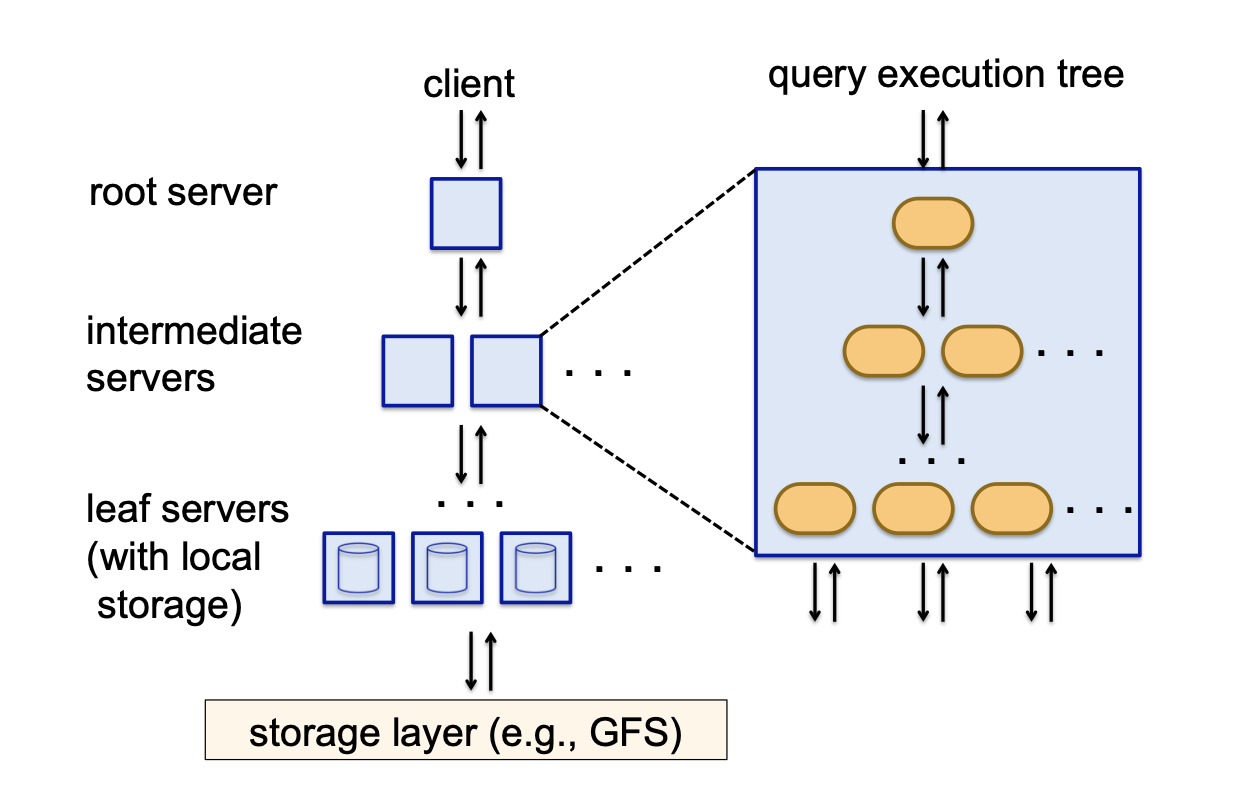 client
query execution tree
root server
intermediate
servers
. . .
. . .
. . .
leaf servers
(with local
storage)
. . .
. . .
. . .
storage layer (e.g., GFS)